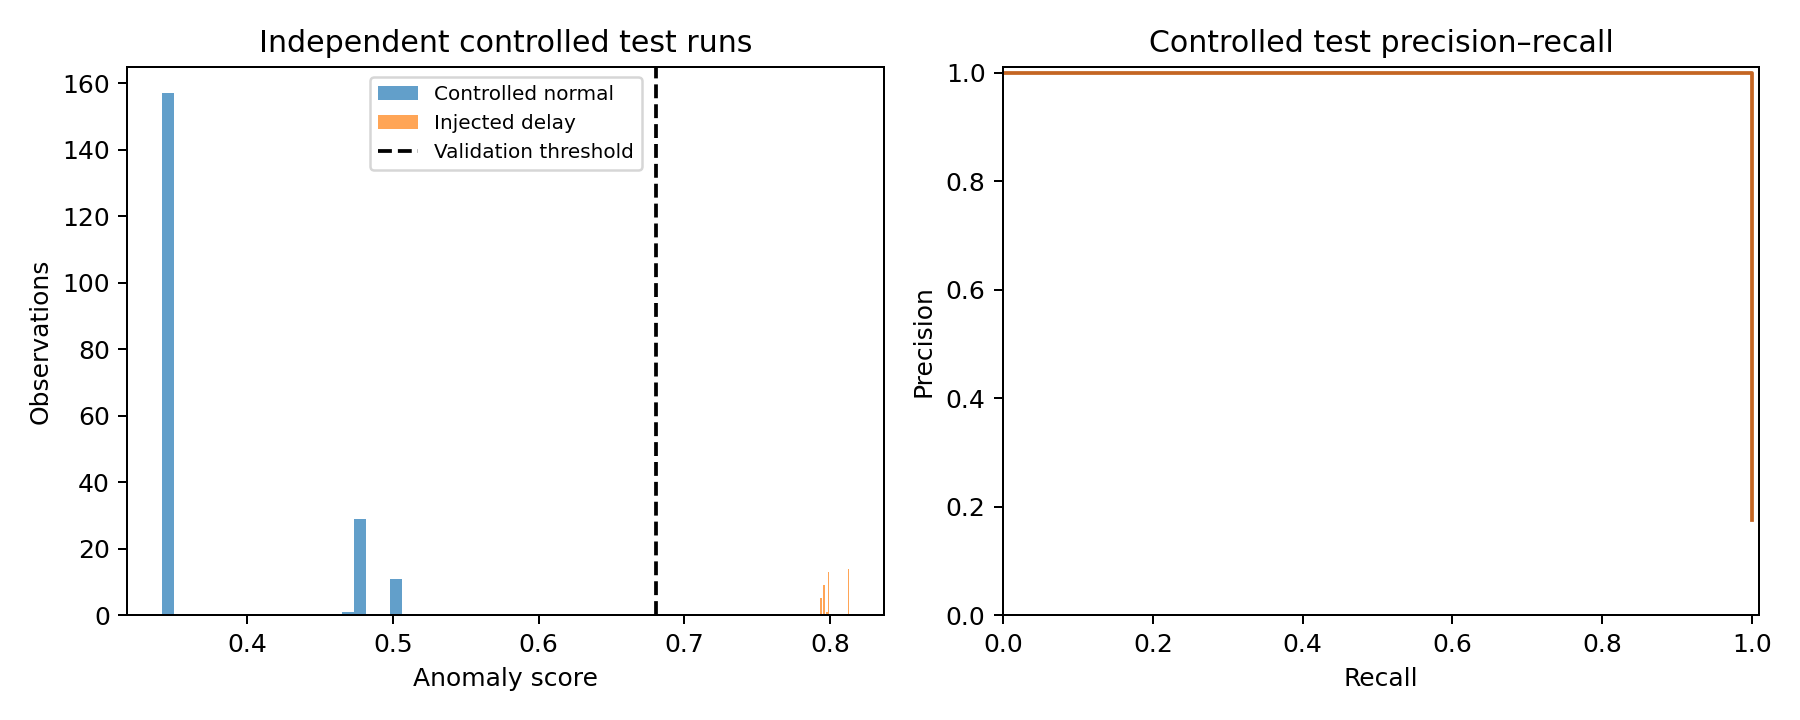 Independent controlled test runs
160
140
120
100
80
60
40
20
0
Observations
Controlled normal
Injected delay
Validation threshold
0.4
0.5
0.6
0.7
0.8
Anomaly score
Controlled test precision–recall
1.0
0.8
0.6
0.4
0.2
0.0
Precision
0.0
0.2
0.4
0.6
0.8
1.0
Recall